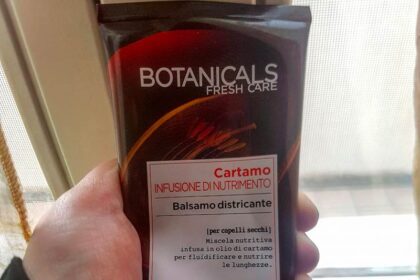 BOTANICALS
FRESH CARE
Cartamo
INFUSIONE DI NUTRIMENTO
Balsamo districante
[per capelli secchi]
Miscela nutritiva
infusa in olio di cartamo
per fluidificare e nutrire
le lunghezze.